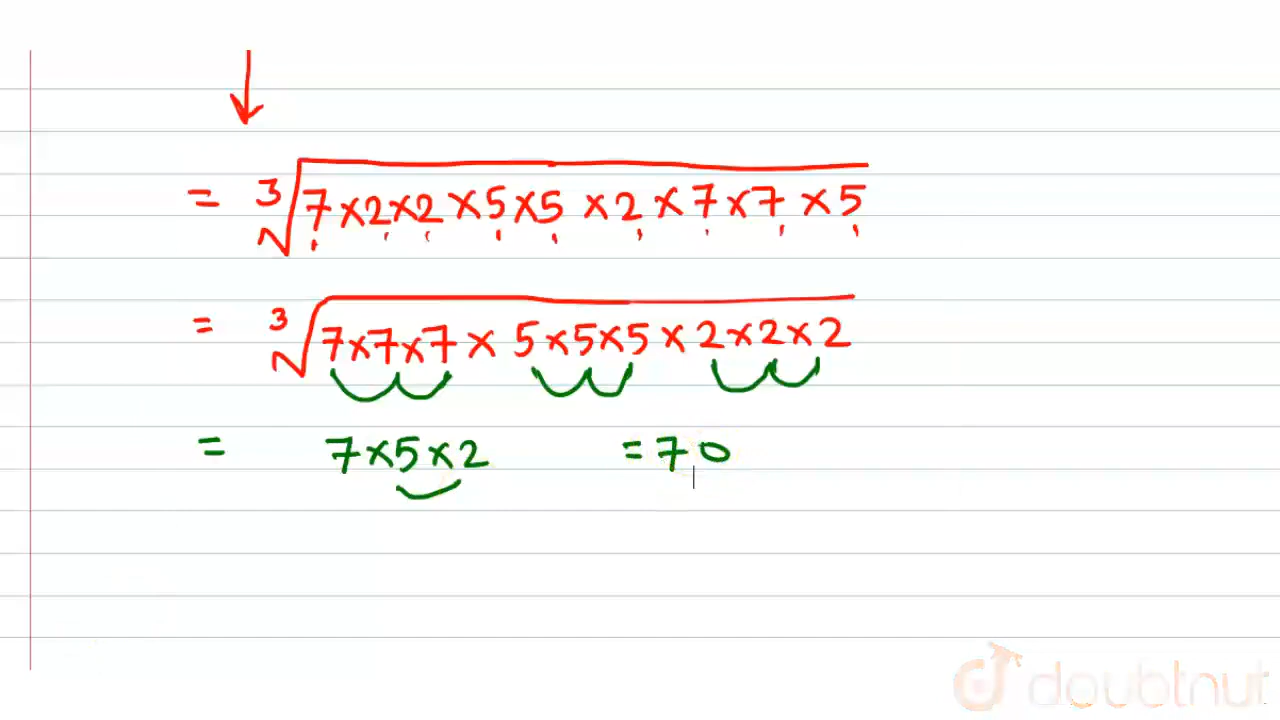 = ∛7×2×2×5×5×2×7×7×5
= ∛7×7×7×5×5×5×2×2×2
= 7×5×2 =70
doubtnut